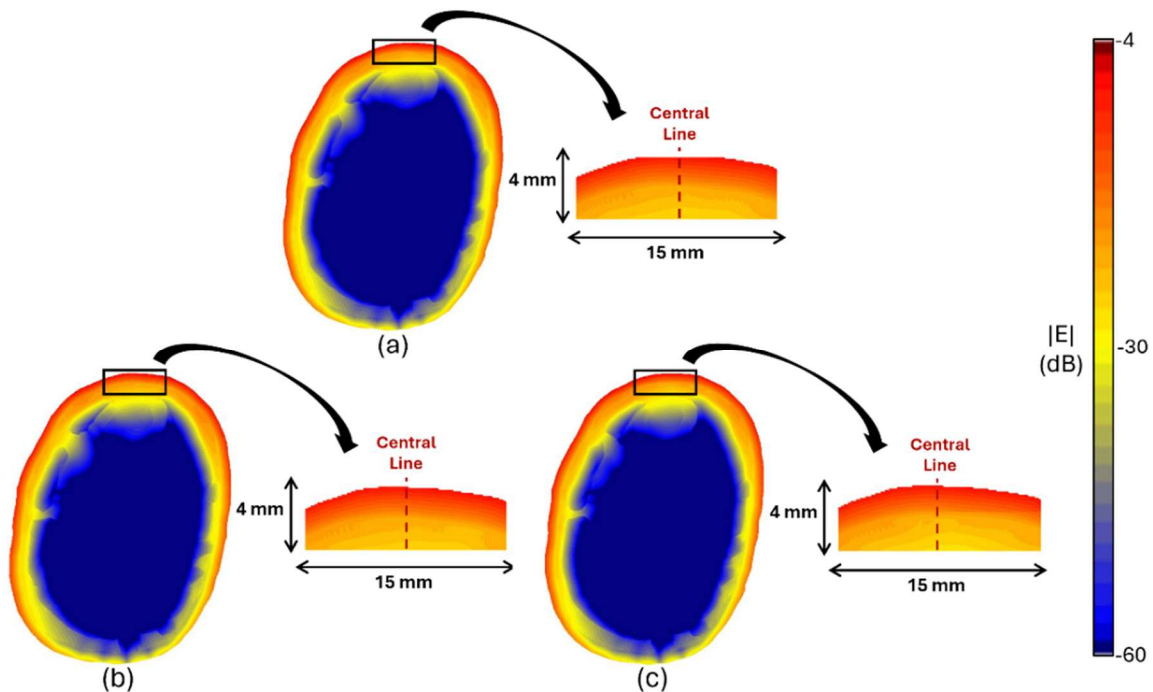 -4
Central
Line
4 mm
15 mm
(a)
|E|
(dB)
-30
Central
Line
4 mm
15 mm
(b)
Central
Line
4 mm
15 mm
(c)
-60